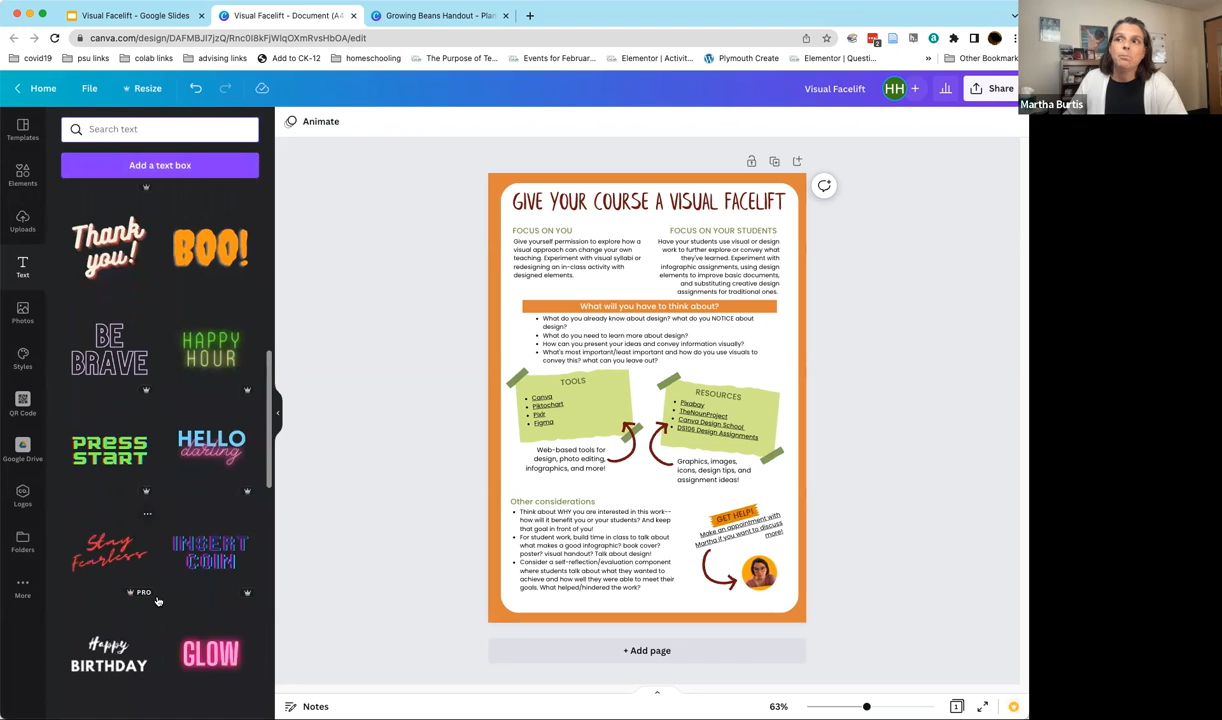 Visual Facelift - Google Slides
Visual Facelift - Document (A4
Growing Beans Handout - Plan
canva.com/design/DAFMBJI7jzQ/Rnc0I8kFjWIqOXmRvsHbOA/edit
covid19
psu links
colab links
advising links
Add to CK-12
homeschooling
The Purpose of Te...
Events for Februar...
Elementor | Activit...
Plymouth Create
Elementor | Questi...
Other Bookmark
Home
File
Resize
Visual Facelift
HH
Share
Martha Burtis
Search text
Animate
Templates
Add a text box
Elements
Uploads
Text
Photos
Styles
QR Code
Google Drive
Logos
Folders
More
Thank
you!
BOO!
BE
BRAVE
HAPPY
HOUR
PRESS
START
HELLO
darling
Stay
Fearless
INSERT
COIN
PRO
Happy
BIRTHDAY
GLOW
GIVE YOUR COURSE A VISUAL FACELIFT
FOCUS ON YOU
Give yourself permission to explore how a
visual approach can change your own
teaching. Experiment with visual syllabi or
redesigning an in-class activity with
designed elements.
FOCUS ON YOUR STUDENTS
Have your students use visual or design
work to further explore or convey what
they've learned. Experiment with
infographic assignments, using design
elements to improve basic documents,
and substituting creative design
assignments for traditional ones.
What will you have to think about?
What do you already know about design? what do you NOTICE about
design?
What do you need to learn more about design?
How can you present your ideas and convey information visually?
What's most important/least important and how do you use visuals to
convey this? what can you leave out?
TOOLS
Canva
Piktochart
Pixlr
Figma
RESOURCES
Pixabay
TheNounProject
Canva Design School
DS106 Design Assignments
Web-based tools for
design, photo editing,
infographics, and more!
Graphics, images,
icons, design tips, and
assignment ideas!
Other considerations
Think about WHY you are interested in this work--
how will it benefit you or your students? And keep
that goal in front of you!
For student work, build time in class to talk about
what makes a good infographic? book cover?
poster? visual handout? Talk about design!
Consider a self-reflection/evaluation component
where students talk about what they wanted to
achieve and how well they were able to meet their
goals. What helped/hindered the work?
GET HELP!
Make an appointment with
Martha if you want to discuss
more!
+ Add page
Notes
63%
1